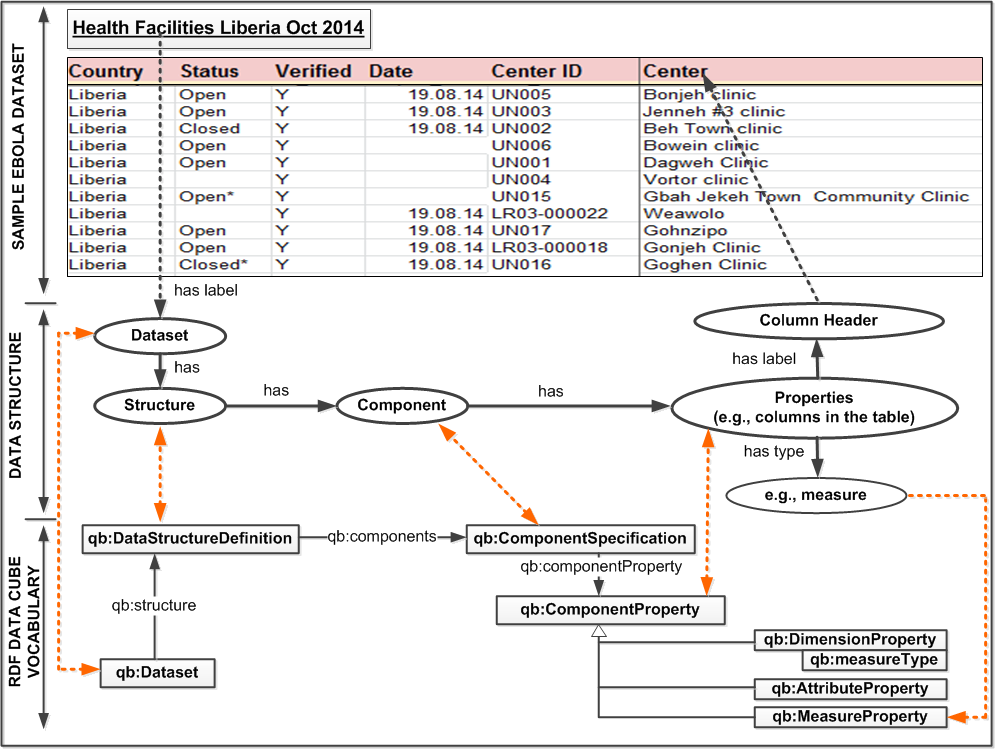 Health Facilities Liberia Oct 2014
Country Status Verified Date Center ID Center
Liberia Open Y 19.08.14 UN005 Bonjeh clinic
Liberia Open Y 19.08.14 UN003 Jenneh #3 clinic
Liberia Closed Y 19.08.14 UN002 Beh Town clinic
Liberia Open Y UN006 Bowein clinic
Liberia Open Y UN001 Dagweh Clinic
Liberia Y UN004 Vortor clinic
Liberia Open* Y UN015 Gbah Jekeh Town Community Clinic
Liberia Y 19.08.14 LR03-000022 Weawolo
Liberia Open Y 19.08.14 UN017 Gohnzipo
Liberia Open Y 19.08.14 LR03-000018 Gonjeh Clinic
Liberia Closed* Y 19.08.14 UN016 Goghen Clinic
SAMPLE EBOLA DATASET
has label
Dataset
Column Header
has
has label
Structure
has
Component
has
Properties
(e.g., columns in the table)
has type
e.g., measure
DATA STRUCTURE
qb:DataStructureDefinition
qb:components
qb:ComponentSpecification
qb:componentProperty
qb:structure
qb:ComponentProperty
qb:DimensionProperty
qb:measureType
qb:Dataset
qb:AttributeProperty
qb:MeasureProperty
RDF DATA CUBE
VOCABULARY